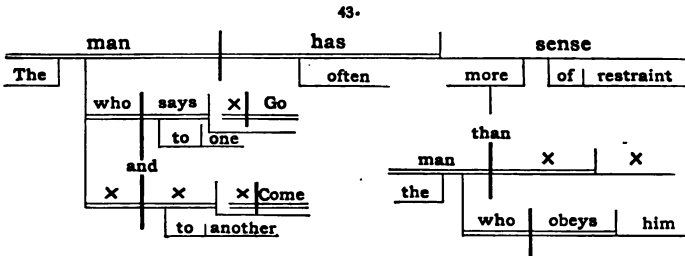 43.
man has sense
The often more of restraint
who says × Go
to one than
and man × ×
× × × Come the
who obeys him
to another